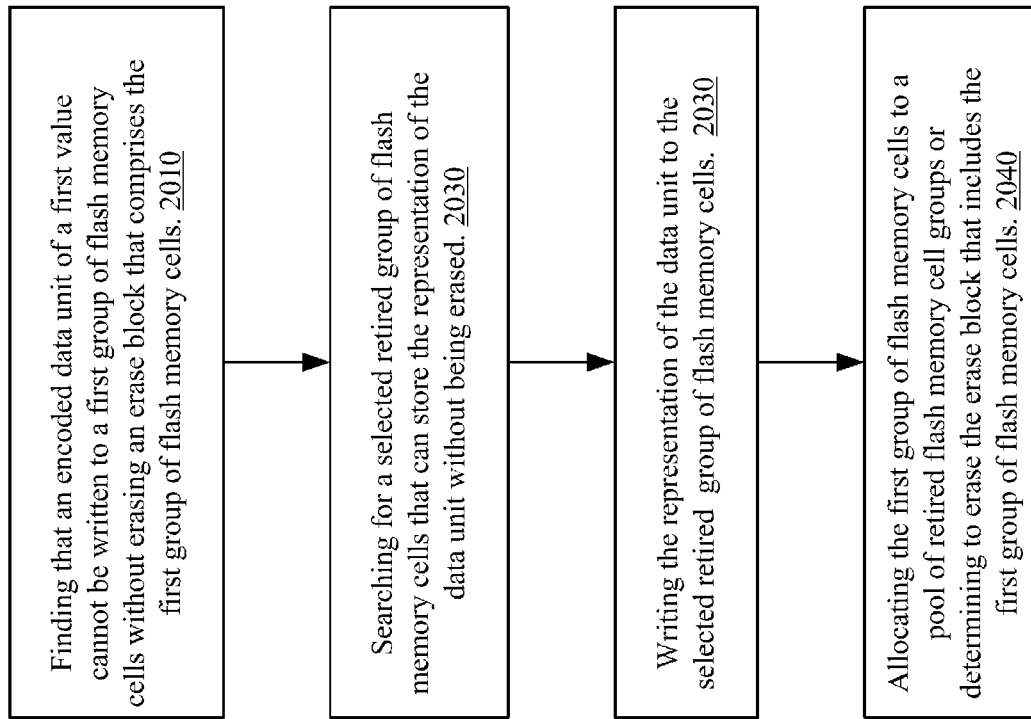 Finding that an encoded data unit of a first value
cannot be written to a first group of flash memory
cells without erasing an erase block that comprises the
first group of flash memory cells. 2010
Searching for a selected retired group of flash
memory cells that can store the representation of the
data unit without being erased. 2030
Writing the representation of the data unit to the
selected retired group of flash memory cells. 2030
Allocating the first group of flash memory cells to a
pool of retired flash memory cell groups or
determining to erase the erase block that includes the
first group of flash memory cells. 2040